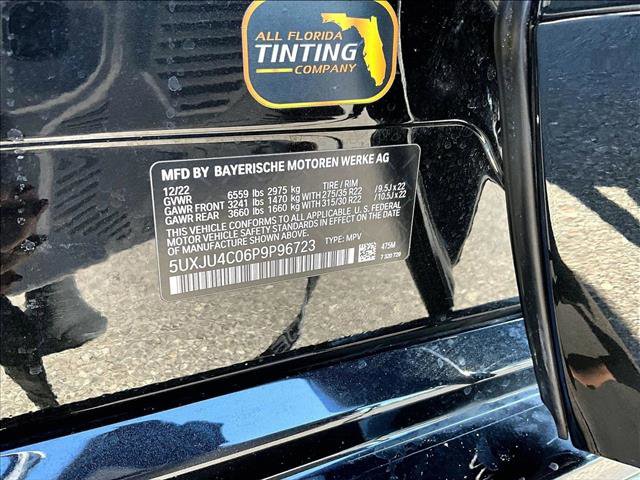 ALL FLORIDA
TINTING
COMPANY
MFD BY BAYERISCHE MOTOREN WERKE AG
12/22 TIRE / RIM
GVWR 6559 lbs 2975 kg
GAWR FRONT 3241 lbs 1470 kg WITH 275/35 R22 /9.5J x 22
GAWR REAR 3660 lbs 1660 kg WITH 315/30 R22 /10.5J x 22
THIS VEHICLE CONFORMS TO ALL APPLICABLE U.S. FEDERAL
MOTOR VEHICLE SAFETY STANDARDS IN EFFECT ON THE DATE
OF MANUFACTURE SHOWN ABOVE.
5UXJU4C06P9P96723 TYPE: MPV
475M
7 320 720